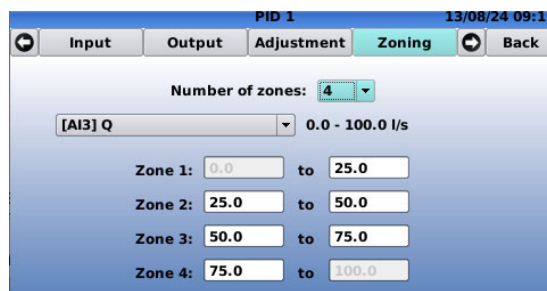 PID 1 13/08/24 09:1
Input Output Adjustment Zoning Back
Number of zones: 4
[AI3] Q 0.0 - 100.0 l/s
Zone 1: 0.0 to 25.0
Zone 2: 25.0 to 50.0
Zone 3: 50.0 to 75.0
Zone 4: 75.0 to 100.0